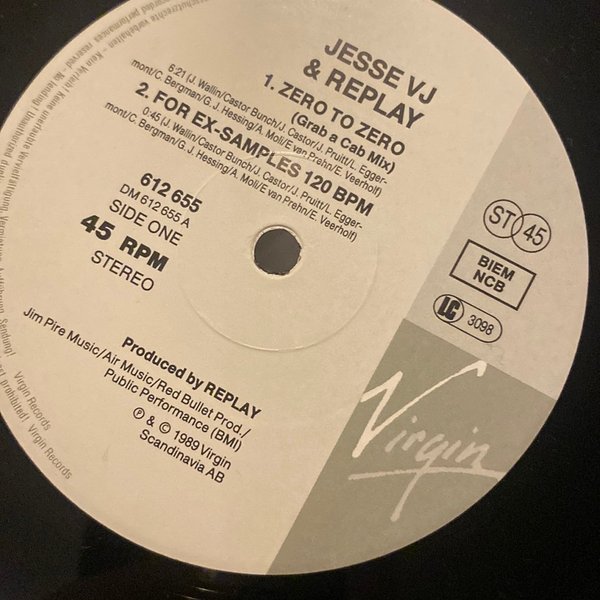 JESSE VJ
& REPLAY
1. ZERO TO ZERO
(Grab a Cab Mix)
6:21 (J. Wallin/Castor Bunch/J. Castor/J. Pruitt/L. Egger-
mont/C. Bergman/G. J. Hessing/A. Moli/E van Prehn/E. Veerholf)
2. FOR EX-SAMPLES 120 BPM
0:45 (J. Wallin/Castor Bunch/J. Castor/J. Pruitt/L. Egger-
mont/C. Bergman/G. J. Hessing/A. Moli/E van Prehn/E. Veerholf)
612 655
DM 612 655 A
SIDE ONE
45 RPM
STEREO
ST 45
BIEM
NCB
LC 3098
Produced by REPLAY
Jim Pire Music/Air Music/Red Bullet Prod./
Public Performance (BMI)
℗ & © 1989 Virgin
Scandinavia AB
Virgin
Virgin Records
Virgin Records